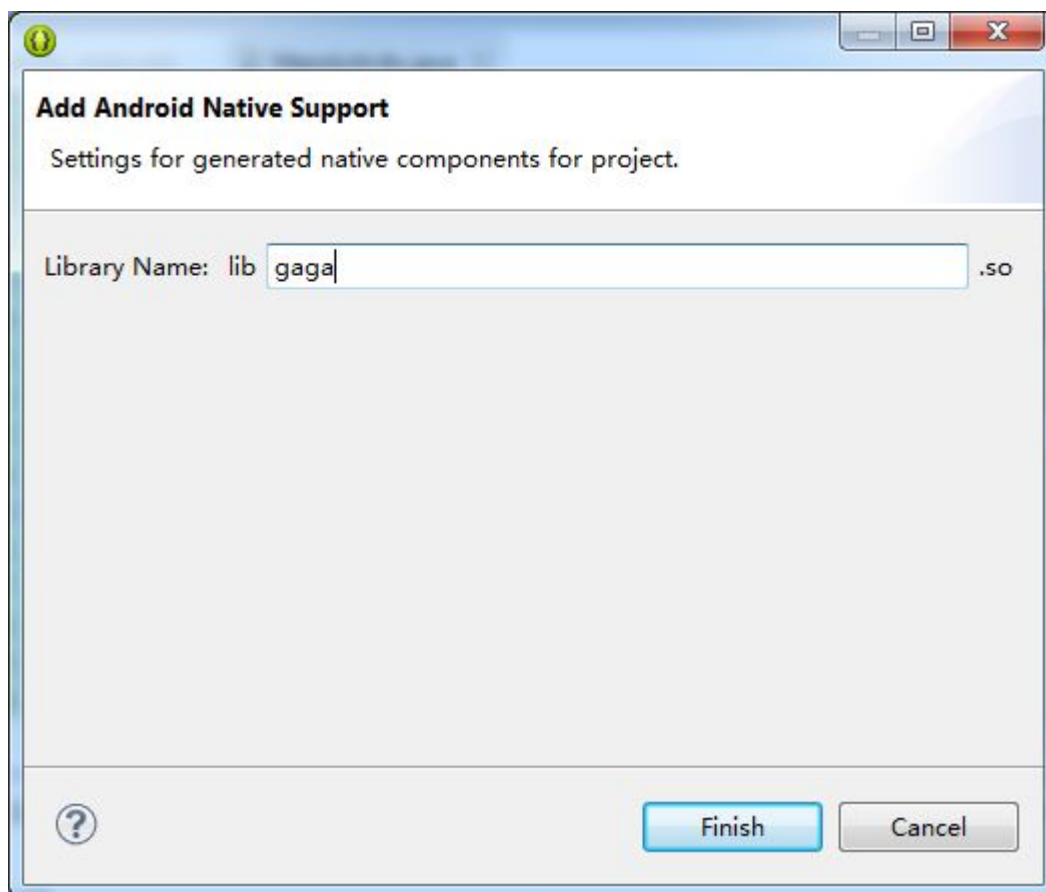 Add Android Native Support
Settings for generated native components for project.
Library Name: lib gaga .so
Finish Cancel